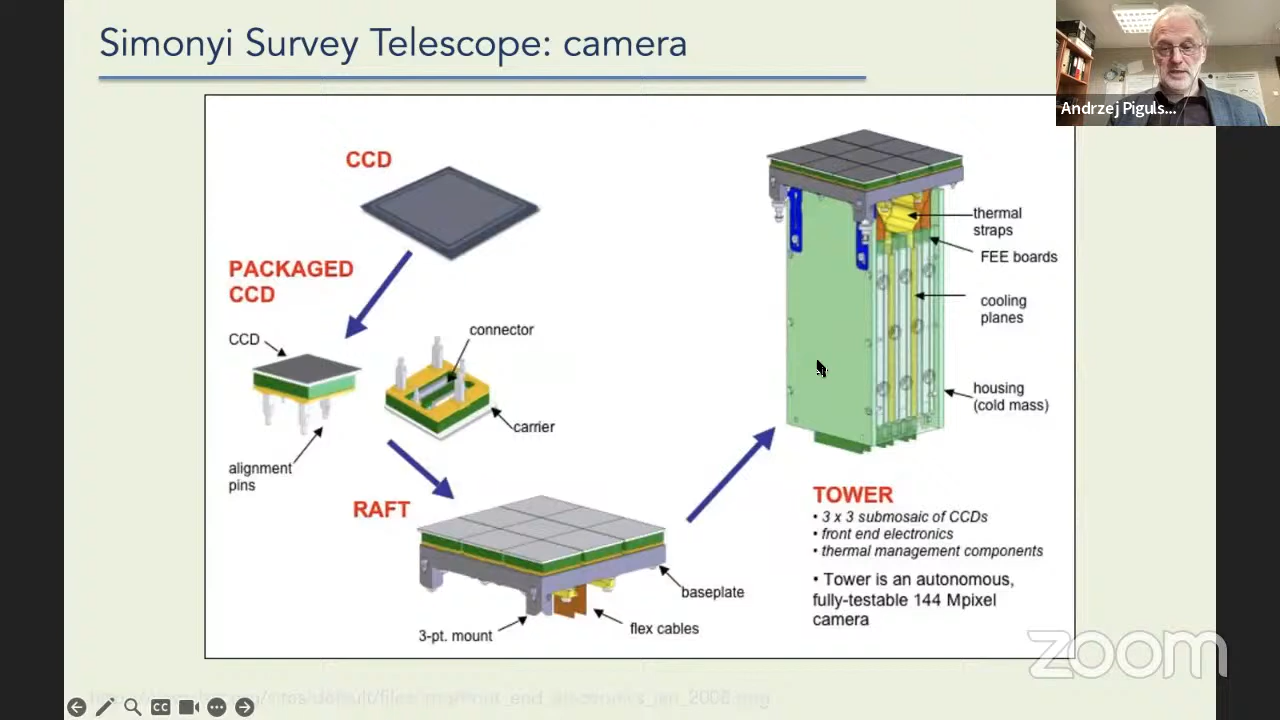 Simonyi Survey Telescope: camera
Andrzej Piguls...
CCD
PACKAGED
CCD
CCD
connector
carrier
alignment
pins
RAFT
baseplate
3-pt. mount
flex cables
thermal
straps
FEE boards
cooling
planes
housing
(cold mass)
TOWER
• 3 x 3 submosaic of CCDs
• front end electronics
• thermal management components
• Tower is an autonomous,
fully-testable 144 Mpixel
camera
zoom
CC